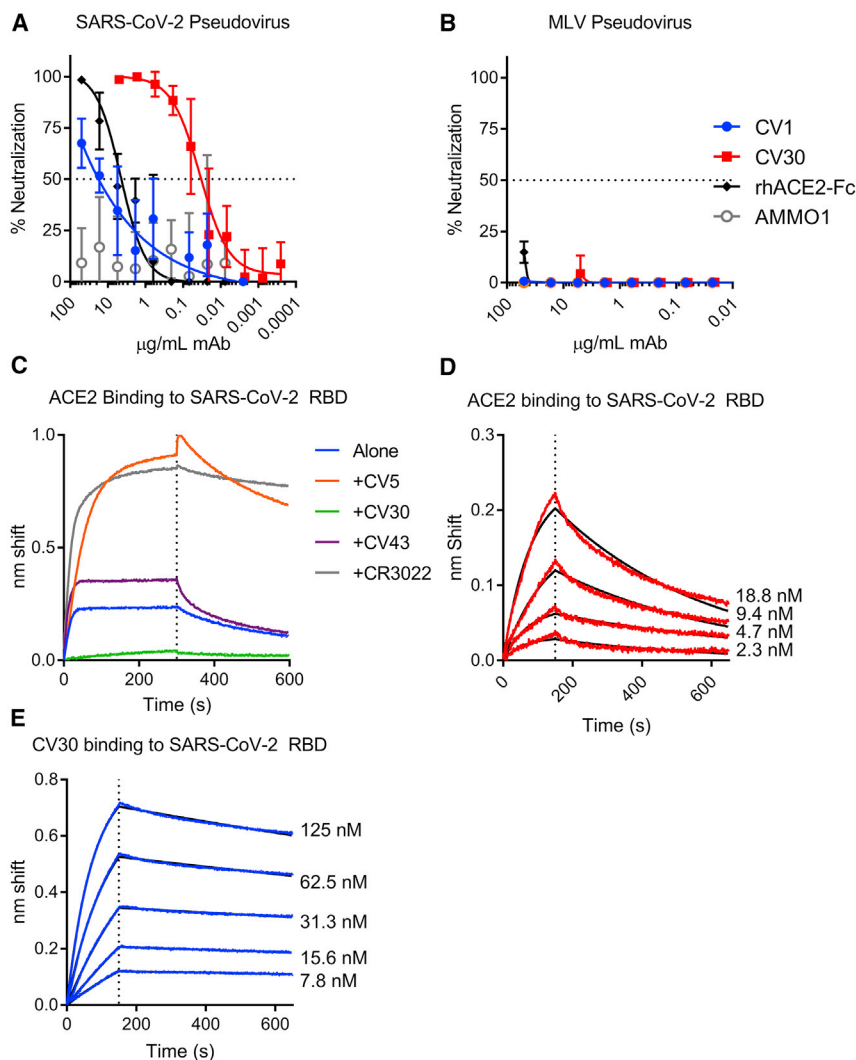 A
SARS-CoV-2 Pseudovirus
% Neutralization
100
75
50
25
0
100
10
1
0.1
0.01
0.001
0.0001
μg/mL mAb
B
MLV Pseudovirus
% Neutralization
100
75
50
25
0
100
10
1
0.1
0.01
μg/mL mAb
CV1
CV30
rhACE2-Fc
AMMO1
C
ACE2 Binding to SARS-CoV-2 RBD
nm shift
1.0
0.5
0.0
0
200
400
600
Time (s)
Alone
+CV5
+CV30
+CV43
+CR3022
D
ACE2 binding to SARS-CoV-2 RBD
nm Shift
0.3
0.2
0.1
0.0
0
200
400
600
Time (s)
18.8 nM
9.4 nM
4.7 nM
2.3 nM
E
CV30 binding to SARS-CoV-2 RBD
nm shift
0.8
0.6
0.4
0.2
0.0
0
200
400
600
Time (s)
125 nM
62.5 nM
31.3 nM
15.6 nM
7.8 nM